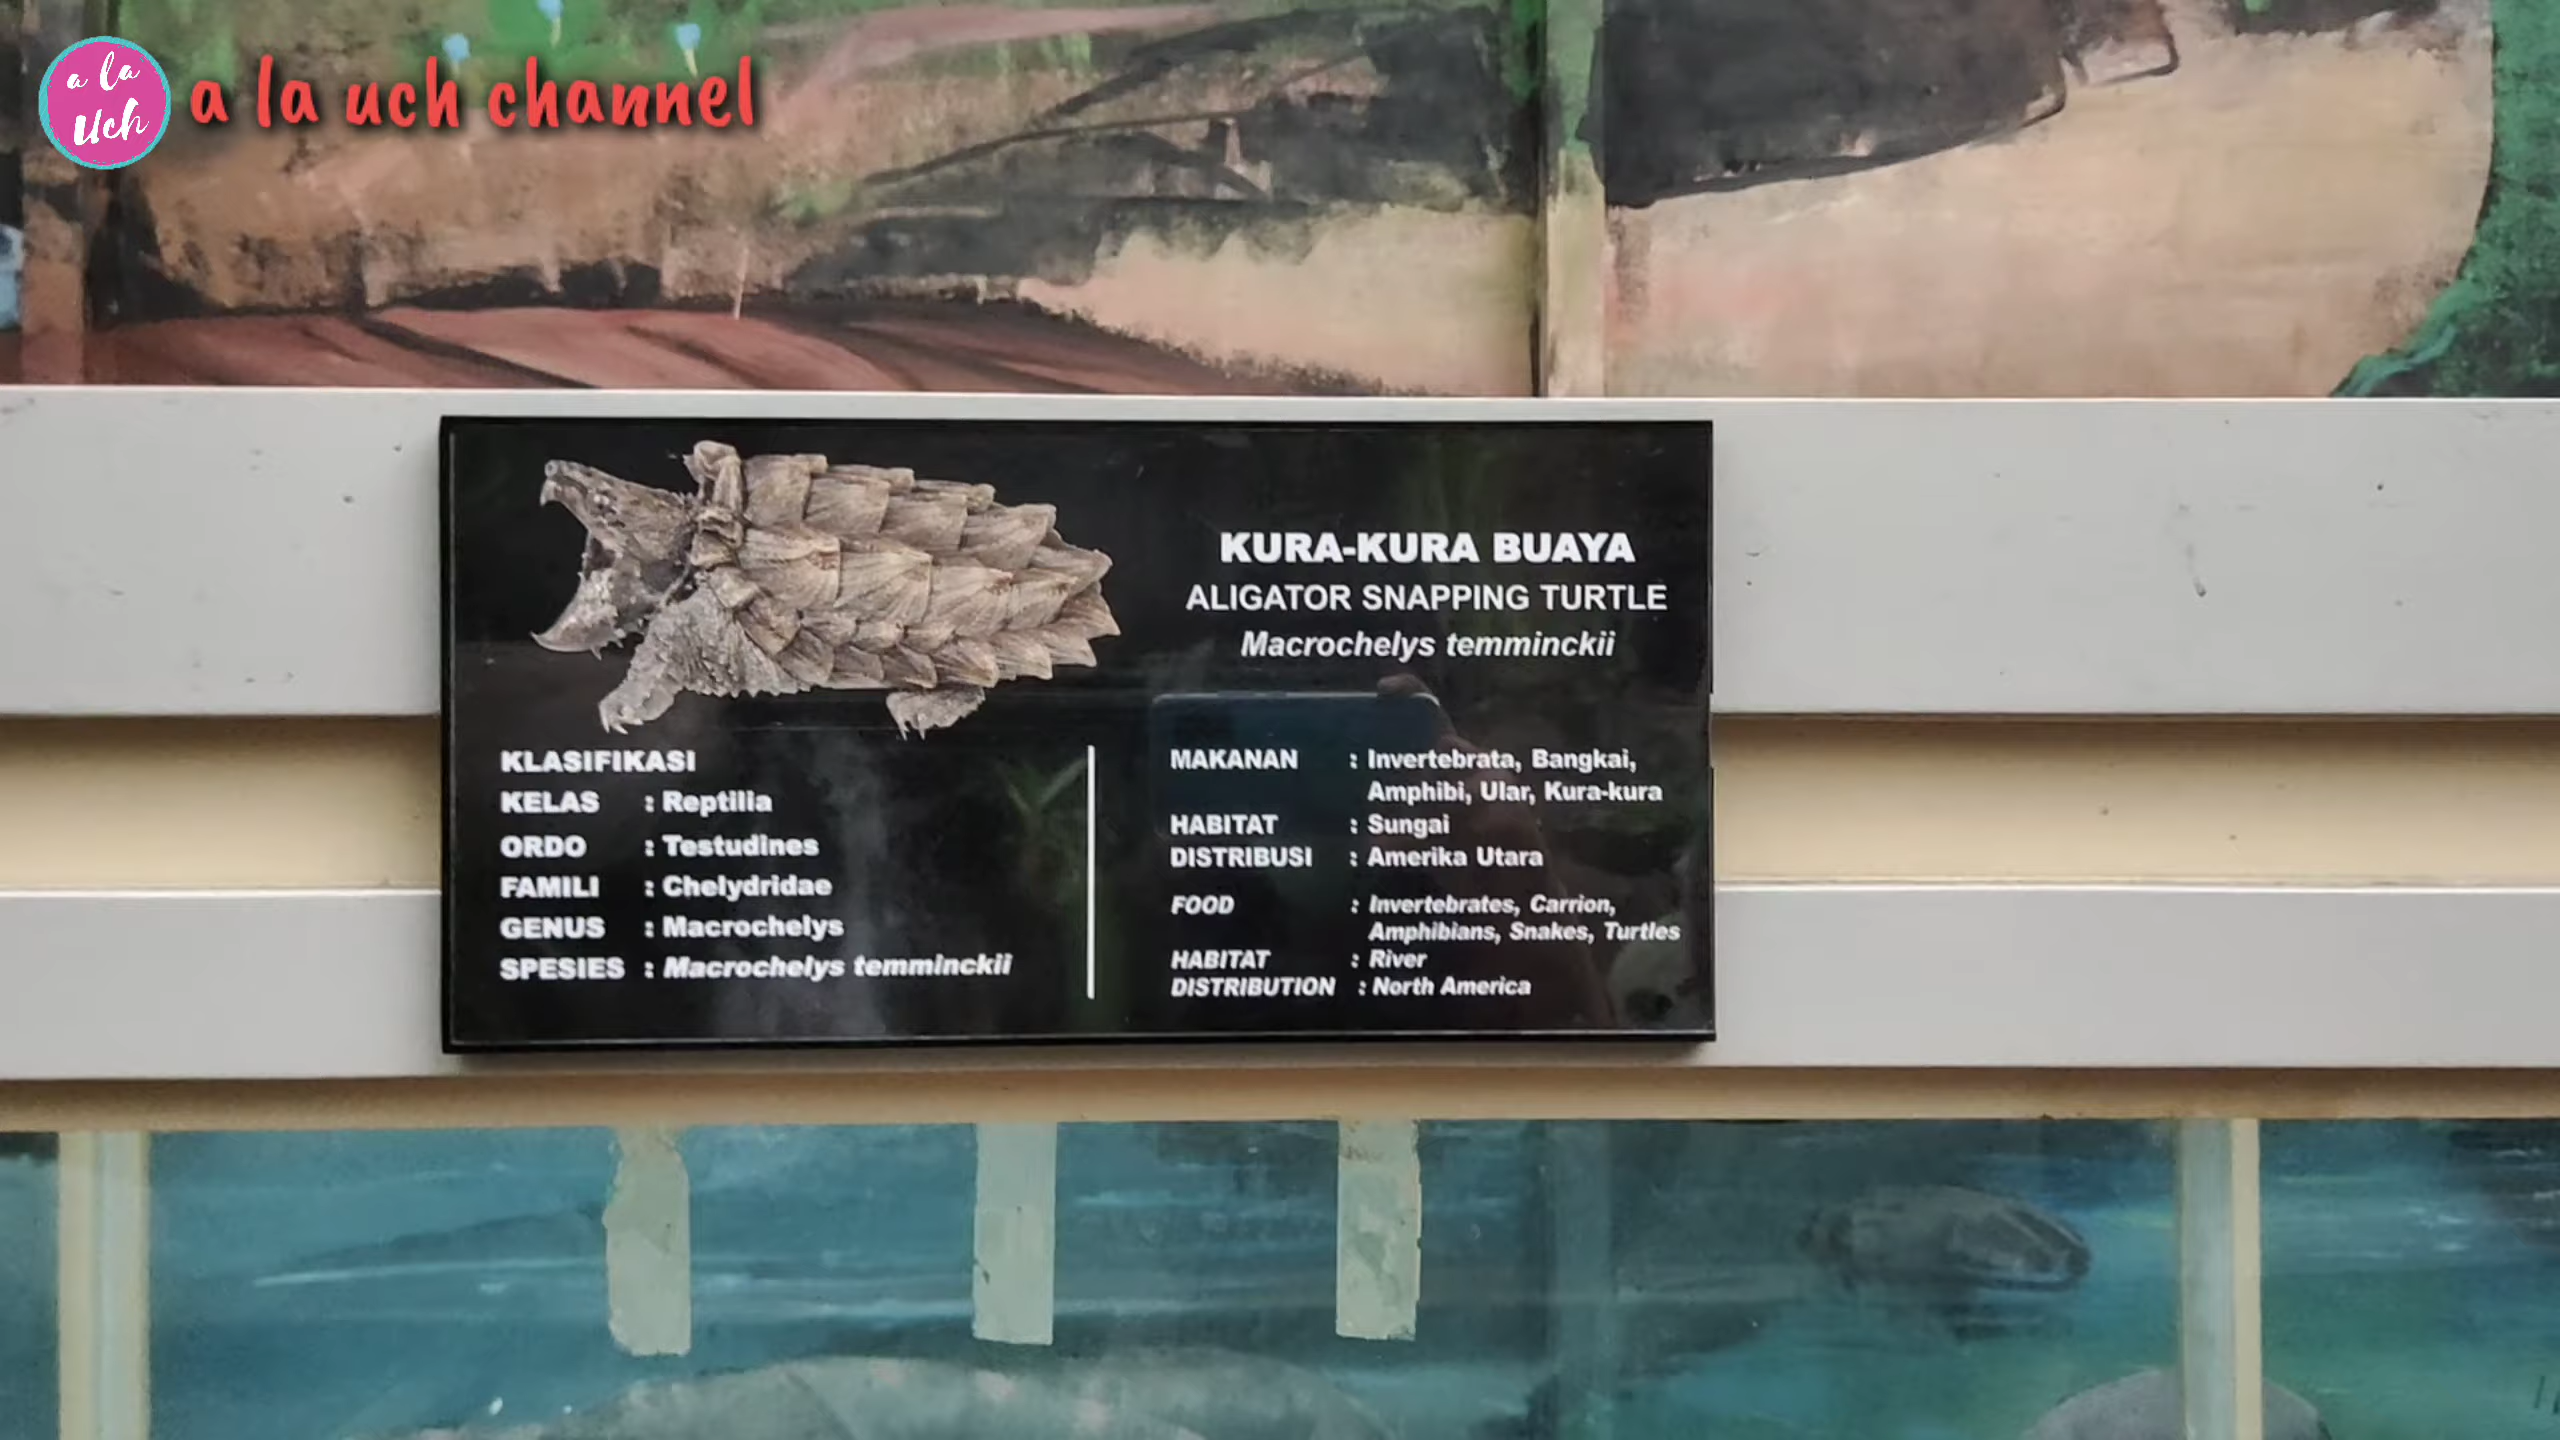 a la
uch
a la uch channel
KURA-KURA BUAYA
ALIGATOR SNAPPING TURTLE
Macrochelys temminckii
KLASIFIKASI
KELAS : Reptilia
ORDO : Testudines
FAMILI : Chelydridae
GENUS : Macrochelys
SPESIES : Macrochelys temminckii
MAKANAN : Invertebrata, Bangkai,
Amphibi, Ular, Kura-kura
HABITAT : Sungai
DISTRIBUSI : Amerika Utara
FOOD : Invertebrates, Carrion,
Amphibians, Snakes, Turtles
HABITAT : River
DISTRIBUTION : North America